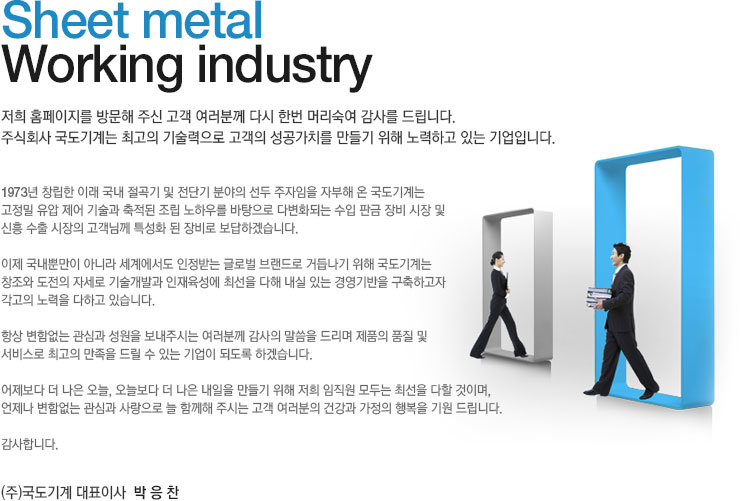 Sheet metal
Working industry
저희 홈페이지를 방문해 주신 고객 여러분께 다시 한번 머리숙여 감사를 드립니다.
주식회사 국도기계는 최고의 기술력으로 고객의 성공가치를 만들기 위해 노력하고 있는 기업입니다.
1973년 창립한 이래 국내 절곡기 및 전단기 분야의 선두 주자임을 자부해 온 국도기계는
고정밀 유압 제어 기술과 축적된 조립 노하우를 바탕으로 다변화되는 수입 판금 장비 시장 및
신흥 수출 시장의 고객님께 특성화 된 장비로 보답하겠습니다.
이제 국내뿐만이 아니라 세계에서도 인정받는 글로벌 브랜드로 거듭나기 위해 국도기계는
창조와 도전의 자세로 기술개발과 인재육성에 최선을 다해 내실 있는 경영기반을 구축하고자
각고의 노력을 다하고 있습니다.
항상 변함없는 관심과 성원을 보내주시는 여러분께 감사의 말씀을 드리며 제품의 품질 및
서비스로 최고의 만족을 드릴 수 있는 기업이 되도록 하겠습니다.
어제보다 더 나은 오늘, 오늘보다 더 나은 내일을 만들기 위해 저희 임직원 모두는 최선을 다할 것이며,
언제나 변함없는 관심과 사랑으로 늘 함께해 주시는 고객 여러분의 건강과 가정의 행복을 기원 드립니다.
감사합니다.
(주)국도기계 대표이사 박 응 찬